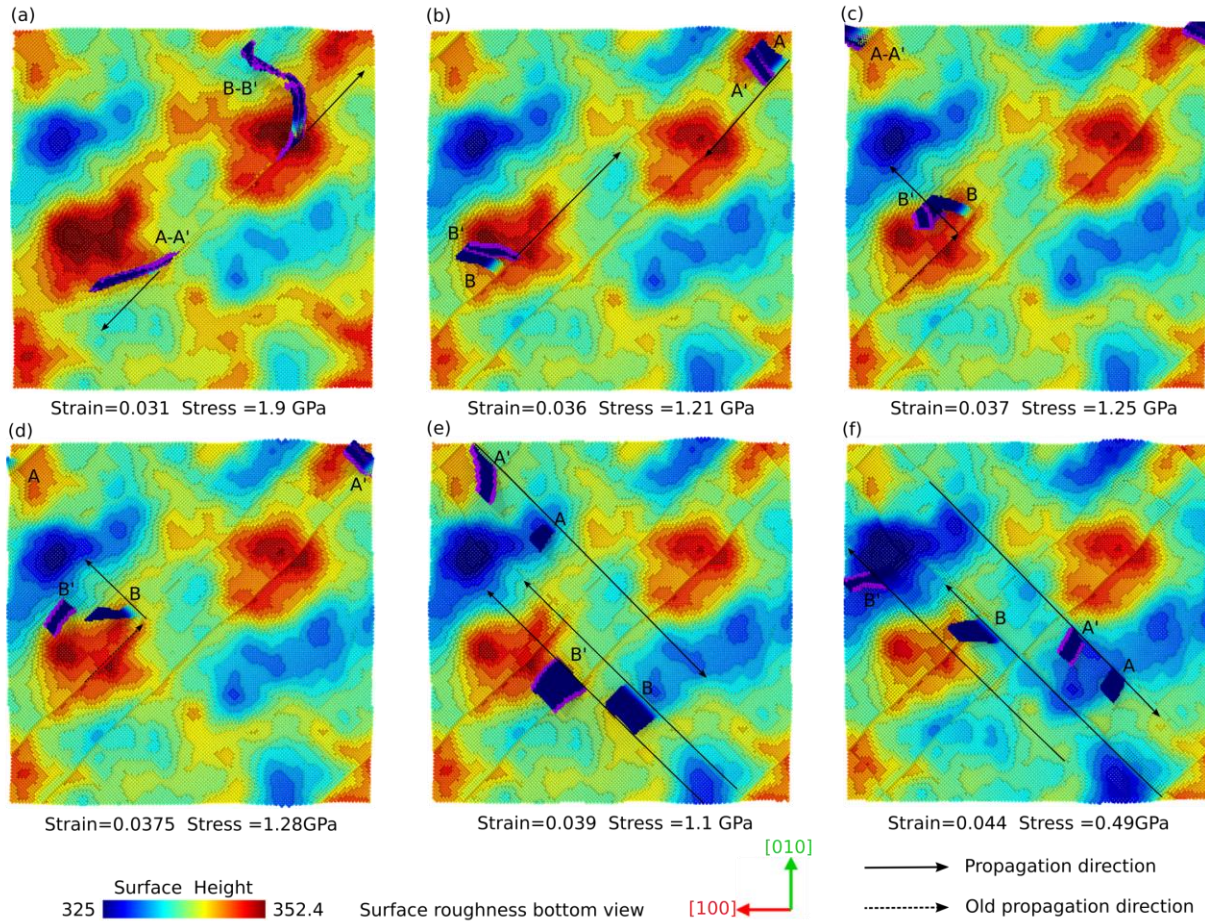 (a)
B-B'
A-A'
Strain=0.031 Stress =1.9 GPa
(b)
A
A'
B'
B
Strain=0.036 Stress =1.21 GPa
(c)
A-A'
B'
B
Strain=0.037 Stress =1.25 GPa
(d)
A
A'
B'
B
Strain=0.0375 Stress =1.28GPa
(e)
A'
A
B'
B
Strain=0.039 Stress =1.1 GPa
(f)
B'
B
A'
A
Strain=0.044 Stress =0.49GPa
Surface Height
325 352.4
Surface roughness bottom view
[010]
[100]
Propagation direction
Old propagation direction